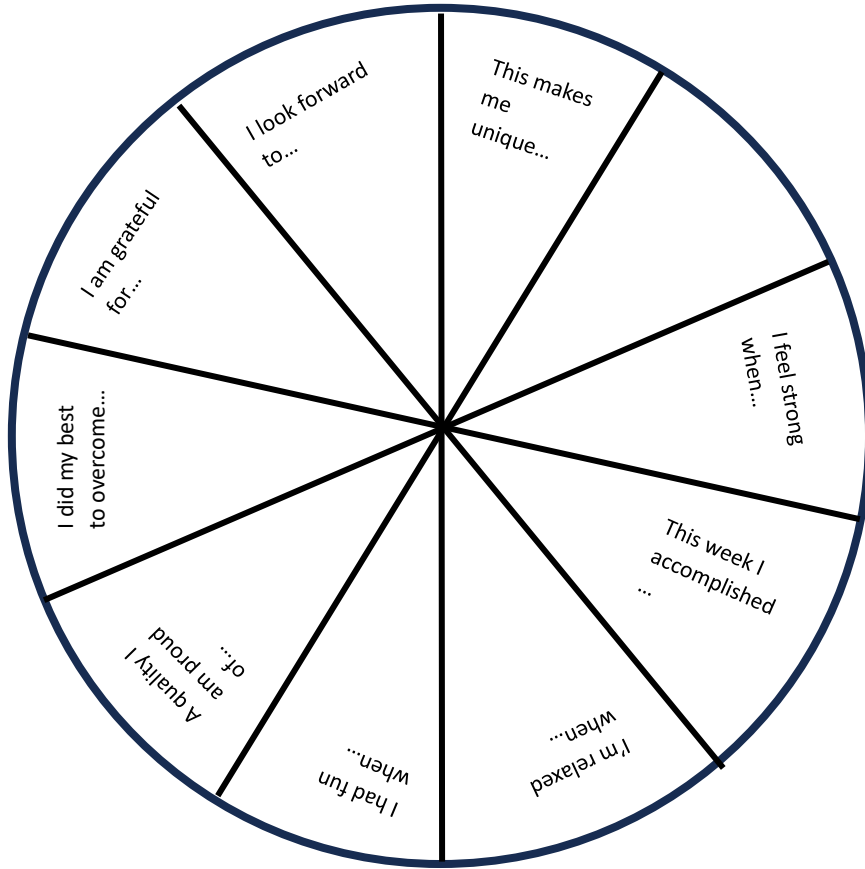 This makes
me
unique...
I feel strong
when...
This week I
accomplished
...
I'm relaxed
when...
I had fun
when...
A quality I
am proud
of...
I did my best
to overcome...
I am grateful
for...
I look forward
to...